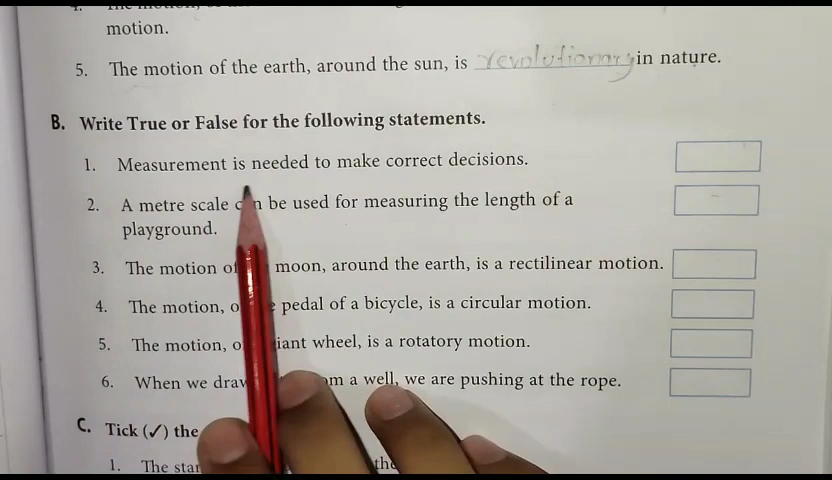 motion.
5. The motion of the earth, around the sun, is revolutionary in nature.
B. Write True or False for the following statements.
1. Measurement is needed to make correct decisions.
2. A metre scale can be used for measuring the length of a
playground.
3. The motion of moon, around the earth, is a rectilinear motion.
4. The motion, pedal of a bicycle, is a circular motion.
5. The motion, wheel, is a rotatory motion.
6. When we draw a well, we are pushing at the rope.
C. Tick (✓) the
1. The